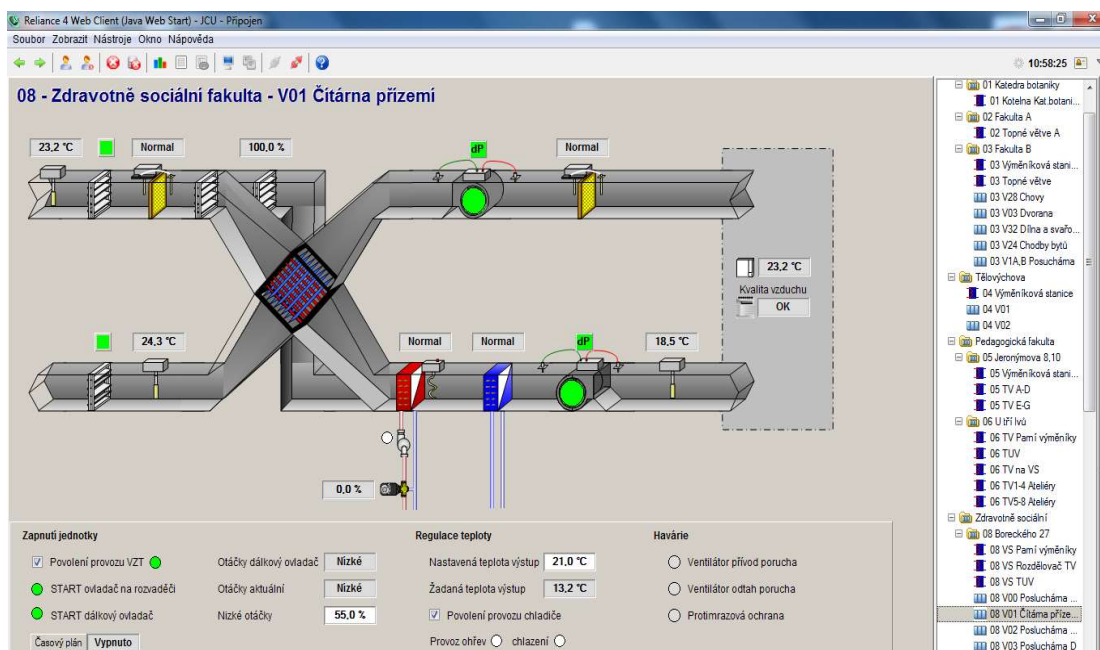 Reliance 4 Web Client (Java Web Start) - JCU - Připojen
Soubor Zobrazit Nástroje Okno Nápověda
10:58:25
08 - Zdravotně sociální fakulta - V01 Čítárna přízemí
23,2 °C Normal 100,0 % dP Normal
23,2 °C
Kvalita vzduchu
OK
24,3 °C Normal Normal dP 18,5 °C
0,0 %
Zapnutí jednotky
Povolení provozu VZT
START ovladač na rozvaděči
START dálkový ovladač
Časový plán Vypnuto
Otáčky dálkový ovladač Nízké
Otáčky aktuální Nízké
Nízké otáčky 55,0 %
Regulace teploty
Nastavená teplota výstup 21,0 °C
Žádaná teplota výstup 13,2 °C
Povolení provozu chladiče
Provoz ohřev chlazení
Havárie
Ventilátor přívod porucha
Ventilátor odtah porucha
Protimrazová ochrana
01 Katedra botaniky
01 Kotelna Kat.botani...
02 Fakulta A
02 Topné větve A
03 Fakulta B
03 Výměníková stani...
03 Topné větve
03 V28 Chovy
03 V03 Dvorana
03 V32 Dílna a svařo...
03 V24 Chodby bytů
03 V1A,B Posucháma
Tělovýchova
04 Výměníková stanice
04 V01
04 V02
Pedagogická fakulta
05 Jeronýmova 8,10
05 Výměníková stani...
05 TV A-D
05 TV E-G
06 U tří lvů
06 TV Parní výměníky
06 TUV
06 TV na VS
06 TV1-4 Ateliéry
06 TV5-8 Ateliéry
Zdravotně sociální
08 Boreckého 27
08 VS Parní výměníky
08 VS Rozdělovač TV
08 VS TUV
08 V00 Poslucháma ...
08 V01 Čítárna příze...
08 V02 Poslucháma ...
08 V03 Poslucháma D